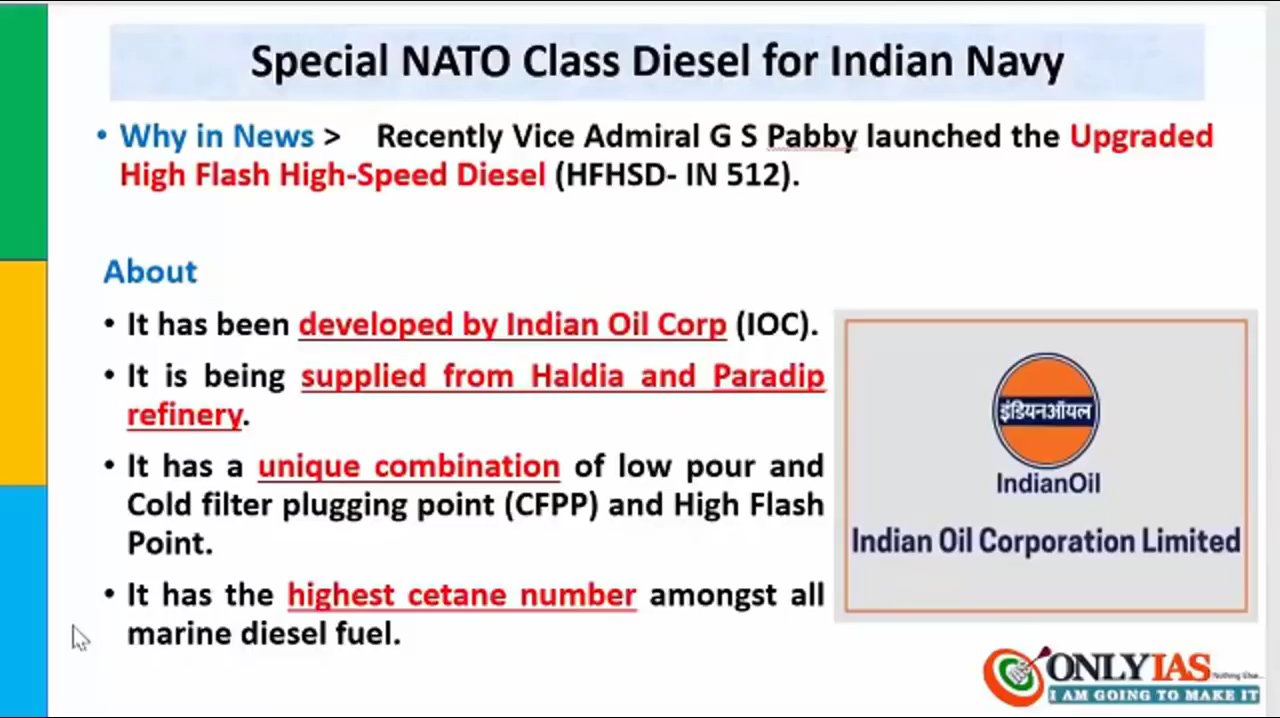 Special NATO Class Diesel for Indian Navy
• Why in News > Recently Vice Admiral G S Pabby launched the Upgraded
High Flash High-Speed Diesel (HFHSD- IN 512).
About
• It has been developed by Indian Oil Corp (IOC).
• It is being supplied from Haldia and Paradip
refinery.
• It has a unique combination of low pour and
Cold filter plugging point (CFPP) and High Flash
Point.
• It has the highest cetane number amongst all
marine diesel fuel.
इंडियनऑयल
IndianOil
Indian Oil Corporation Limited
ONLYIAS Nothing Else...
I AM GOING TO MAKE IT